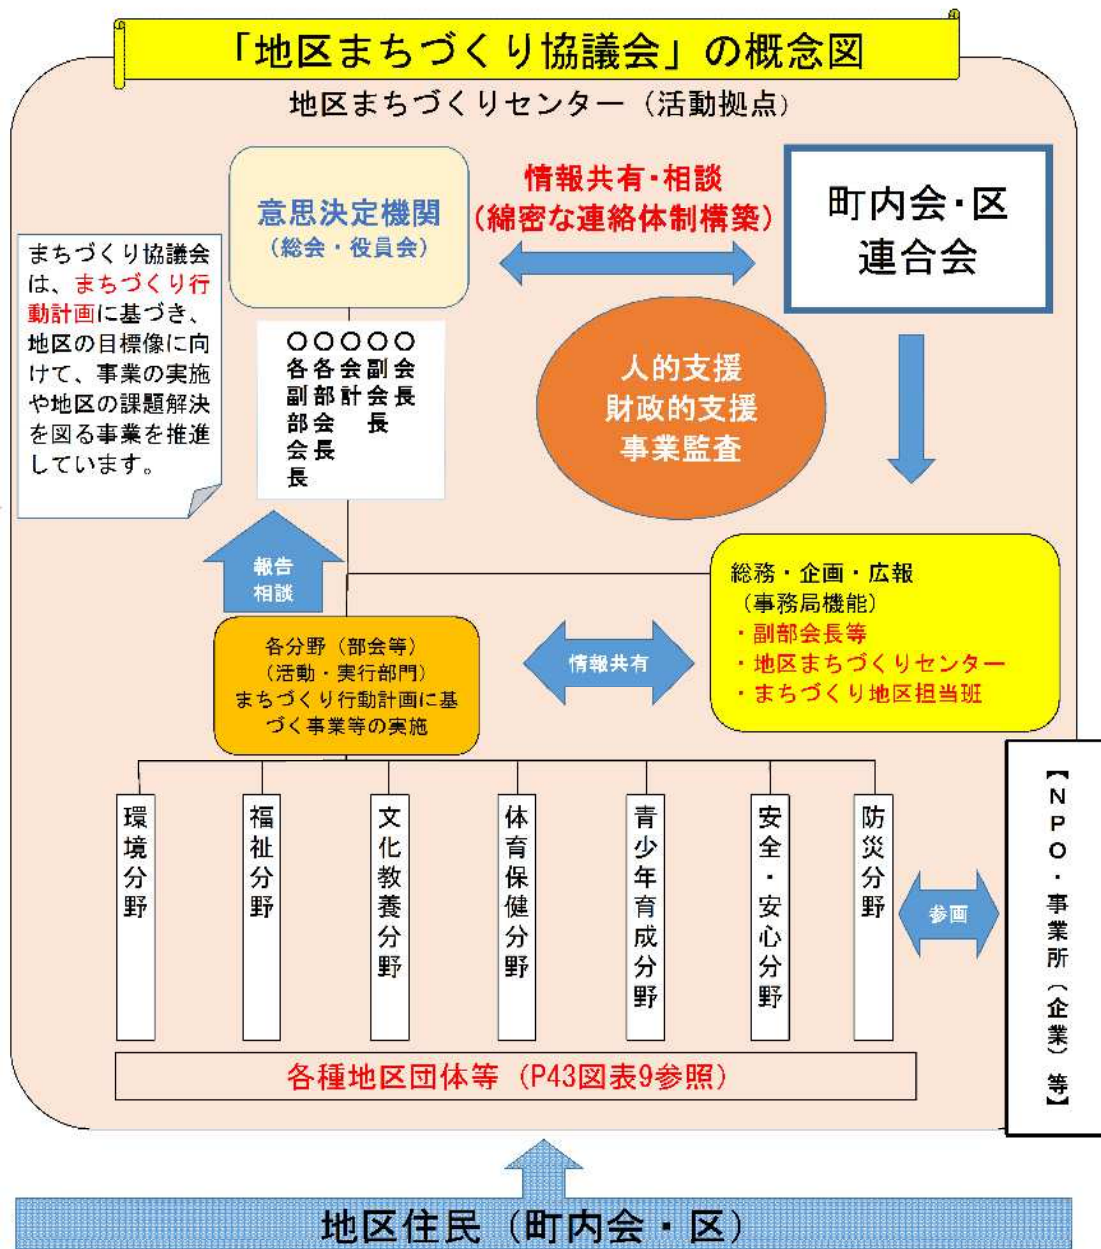 「地区まちづくり協議会」の概念図
地区まちづくりセンター(活動拠点)
意思決定機関
(総会・役員会)
情報共有・相談
(綿密な連絡体制構築)
町内会・区
連合会
まちづくり協議会
は、まちづくり行
動計画に基づき、
地区の目標像に向
けて、事業の実施
や地区の課題解決
を図る事業を推進
しています。
〇会長
〇副会長
〇会計
〇各部会長
〇各副部会長
人的支援
財政的支援
事業監査
報告
相談
総務・企画・広報
(事務局機能)
・副部会長等
・地区まちづくりセンター
・まちづくり地区担当班
各分野(部会等)
(活動・実行部門)
まちづくり行動計画に基
づく事業等の実施
情報共有
環境分野
福祉分野
文化教養分野
体育保健分野
青少年育成分野
安全・安心分野
防災分野
参画
【NPO・事業所(企業)等】
各種地区団体等(P43図表9参照)
地区住民(町内会・区)